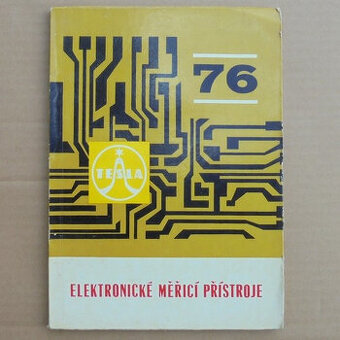 76
TESLA
ELEKTRONICKÉ MĚŘICÍ PŘÍSTROJE